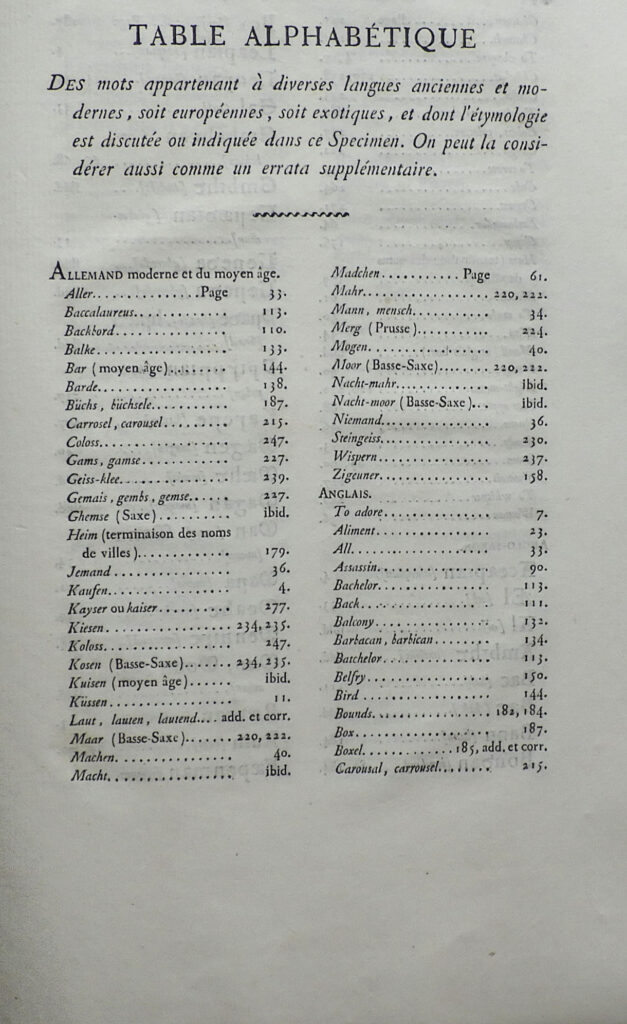 TABLE ALPHABÉTIQUE
DES mots appartenant à diverses langues anciennes et mo-
dernes, soit européennes, soit exotiques, et dont l'étymologie
est discutée ou indiquée dans ce Specimen. On peut la consi-
dérer aussi comme un errata supplémentaire.
ALLEMAND moderne et du moyen âge.
Aller..............Page 33.
Baccalaureus............ 113.
Backbord............... 110.
Balke.................. 133.
Bar (moyen âge)......... 144.
Barde.................. 138.
Büchs, büchsele.......... 187.
Carrosel, carousel........ 215.
Coloss................. 247.
Gams, gamse............ 227.
Geiss-klee.............. 239.
Gemais, gembs, gemse...... 227.
Ghemse (Saxe).......... ibid.
Heim (terminaison des noms
de villes)............ 179.
Jemand................ 36.
Kaufen................ 4.
Kayser ou kaiser.......... 277.
Kiesen................ 234, 235.
Koloss................. 247.
Kosen (Basse-Saxe)....... 234, 235.
Kuisen (moyen âge)...... ibid.
Küssen................ 11.
Laut, lauten, lautend.... add. et corr.
Maar (Basse-Saxe)....... 220, 222.
Machen................ 40.
Macht................. ibid.
Madchen........... Page 61.
Mahr................. 220, 222.
Mann, mensch........... 34.
Merg (Prusse).......... 224.
Mogen................. 40.
Moor (Basse-Saxe)....... 220, 222.
Nacht-mahr............. ibid.
Nacht-moor (Basse-Saxe)... ibid.
Niemand............... 36.
Steingeiss.............. 230.
Wispern................ 237.
Zigeuner............... 158.
ANGLAIS.
To adore............... 7.
Aliment................ 23.
All................... 33.
Assassin............... 90.
Bachelor............... 113.
Back.................. 111.
Balcony................ 132.
Barbacan, barbican........ 134.
Batchelor............... 113.
Belfry................. 150.
Bird.................. 144.
Bounds............... 182, 184.
Box................... 187.
Boxel........... 185, add. et corr.
Carousal, carrousel........ 215.